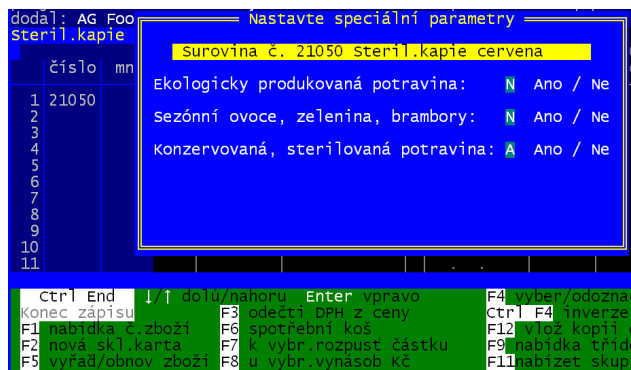 dodal: AG Foo
Nastavte speciální parametry
Steril.kapie
Surovina č. 21050 Steril.kapie cervena
číslo mn
Ekologicky produkovaná potravina: N Ano / Ne
1 21050
2 Sezónní ovoce, zelenina, brambory: N Ano / Ne
3
4 Konzervovaná, sterilovaná potravina: A Ano / Ne
5
6
7
8
9
10
11
Ctrl End ↓/↑ dolů/nahoru Enter vpravo F4 vyber/odozna
Konec zápisu F3 odečti DPH z ceny Ctrl F4 inverze
F1 nabídka č.zboží F6 spotřební koš F12 vlož kopii
F2 nová skl.karta F7 k vybr.rozpusť částku F9 nabídka tříd
F5 vyřaď/obnov zboží F8 u vybr.vynásob Kč F11nabízet skup